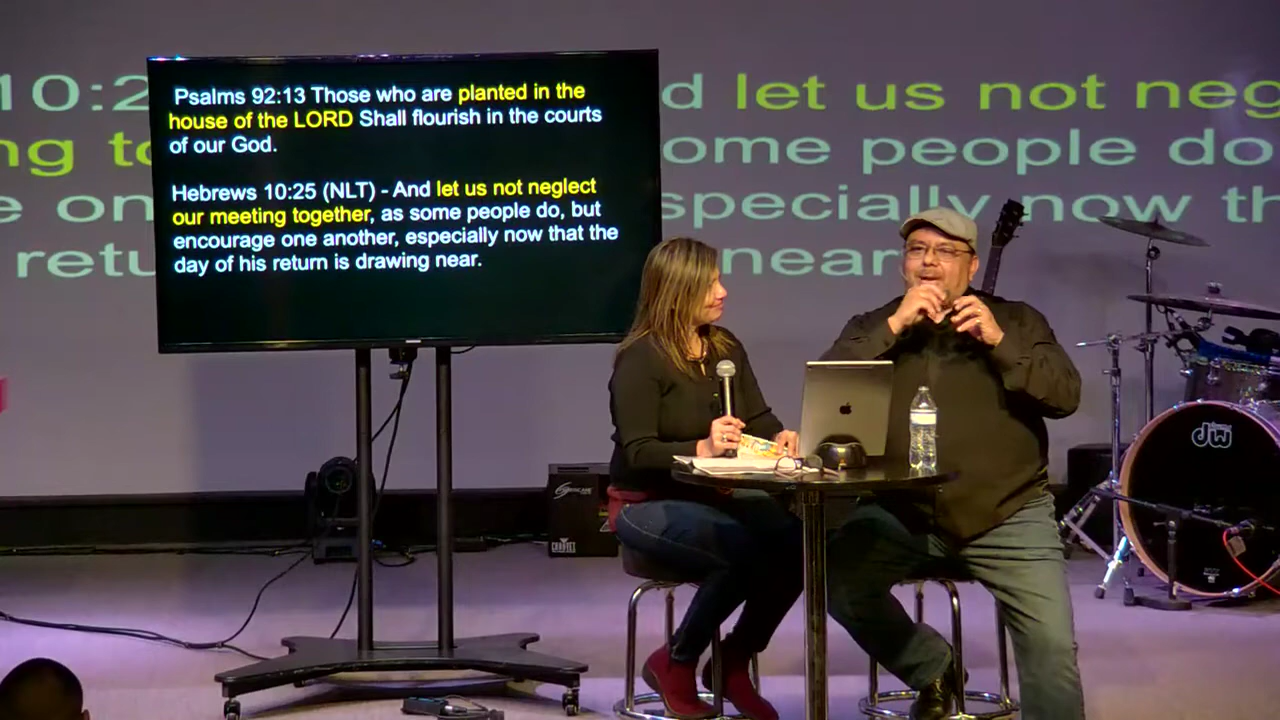 Psalms 92:13 Those who are planted in the
house of the LORD Shall flourish in the courts
of our God.
Hebrews 10:25 (NLT) - And let us not neglect
our meeting together, as some people do, but
encourage one another, especially now that the
day of his return is drawing near.
10:2
d let us not neg
ng to
ome people do
e on
specially now th
retu
near
CHAUVET
dw